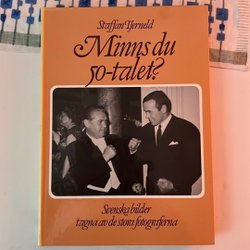 Staffan Tjerneld
Minns du
50-talet?
Svenska bilder
tagna av de stora fotograferna